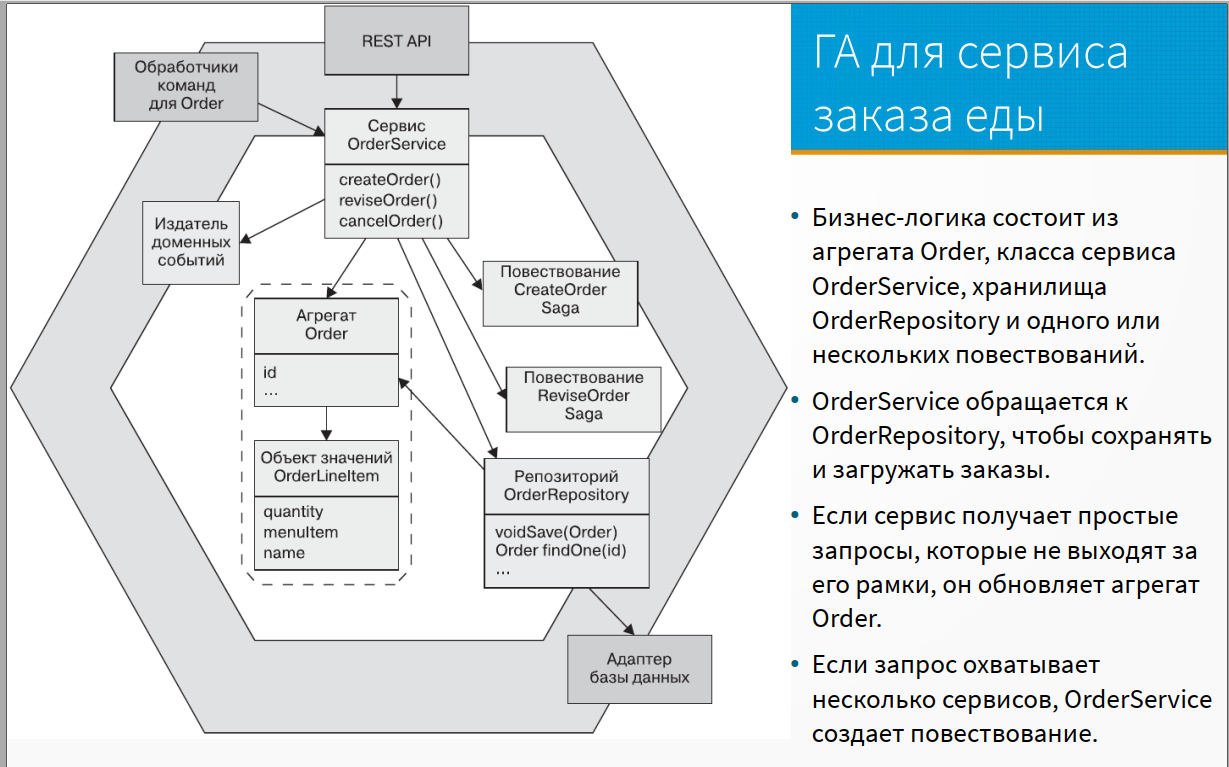 REST API
Обработчики
команд
для Order
Сервис
OrderService
createOrder()
reviseOrder()
cancelOrder()
Издатель
доменных
событий
Повествование
CreateOrder
Saga
Агрегат
Order
id
...
Повествование
ReviseOrder
Saga
Объект значений
OrderLineItem
quantity
menuItem
name
Репозиторий
OrderRepository
voidSave(Order)
Order findOne(id)
...
Адаптер
базы данных
ГА для сервиса
заказа еды
• Бизнес-логика состоит из
агрегата Order, класса сервиса
OrderService, хранилища
OrderRepository и одного или
нескольких повествований.
• OrderService обращается к
OrderRepository, чтобы сохранять
и загружать заказы.
• Если сервис получает простые
запросы, которые не выходят за
его рамки, он обновляет агрегат
Order.
• Если запрос охватывает
несколько сервисов, OrderService
создает повествование.